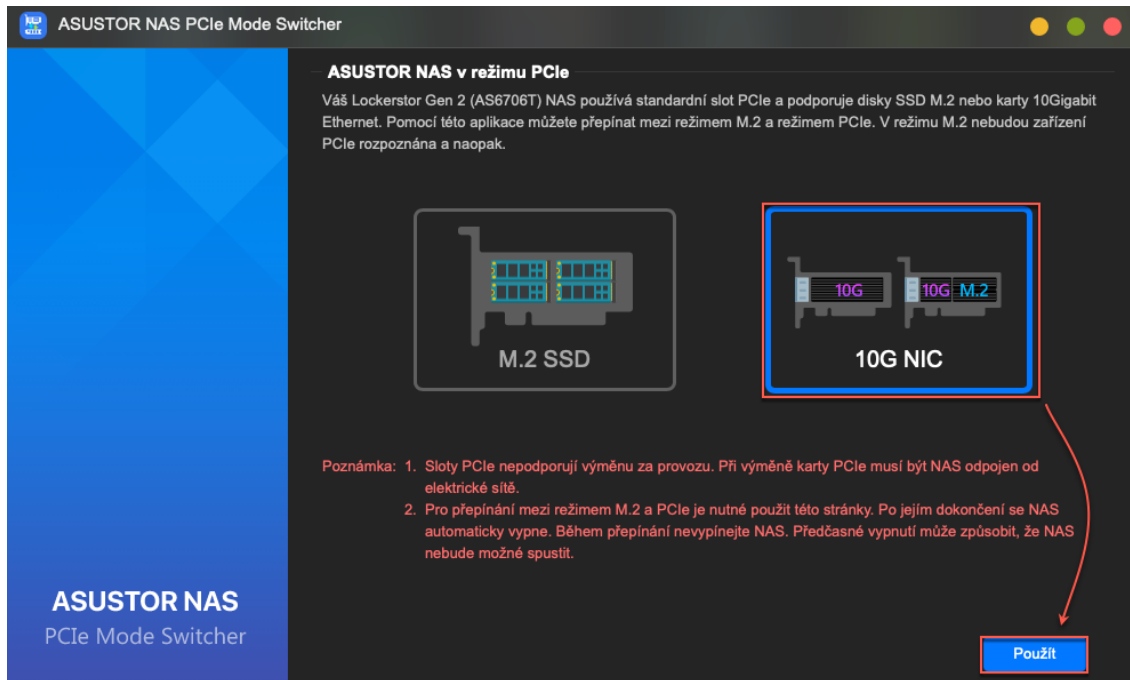 ASUSTOR NAS PCIe Mode Switcher
ASUSTOR NAS v režimu PCIe
Váš Lockerstor Gen 2 (AS6706T) NAS používá standardní slot PCIe a podporuje disky SSD M.2 nebo karty 10Gigabit
Ethernet. Pomocí této aplikace můžete přepínat mezi režimem M.2 a režimem PCIe. V režimu M.2 nebudou zařízení
PCIe rozpoznána a naopak.
M.2 SSD
10G
10G M.2
10G NIC
Poznámka: 1. Sloty PCIe nepodporují výměnu za provozu. Při výměně karty PCIe musí být NAS odpojen od
elektrické sítě.
2. Pro přepínání mezi režimem M.2 a PCIe je nutné použit této stránky. Po jejím dokončení se NAS
automaticky vypne. Během přepínání nevypínejte NAS. Předčasné vypnutí může způsobit, že NAS
nebude možné spustit.
ASUSTOR NAS
PCIe Mode Switcher
Použít